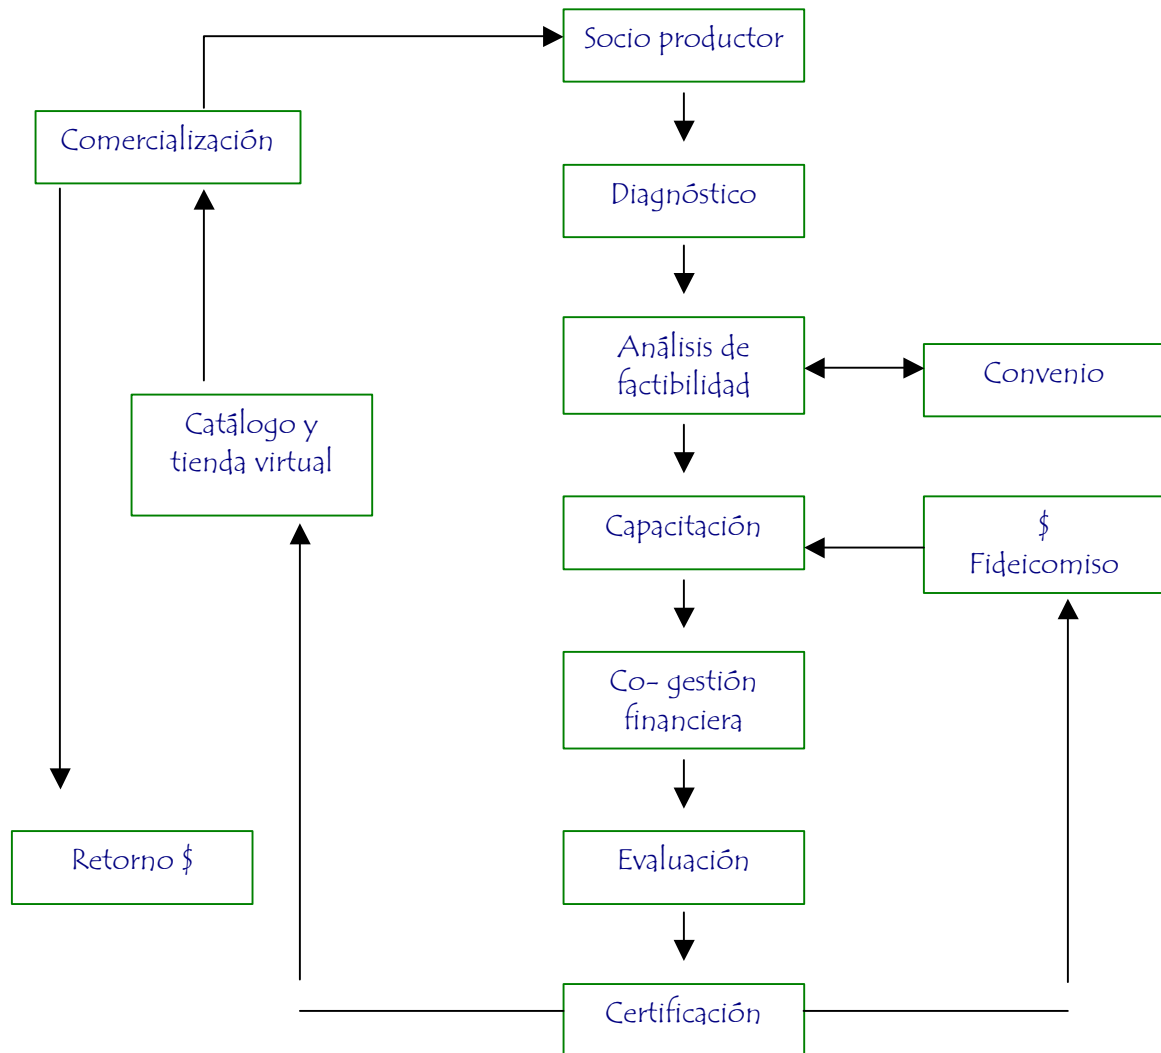 Socio productor
Comercialización
Diagnóstico
Análisis de
factibilidad
Convenio
Catálogo y
tienda virtual
Capacitación
$
Fideicomiso
Co- gestión
financiera
Evaluación
Retorno $
Certificación